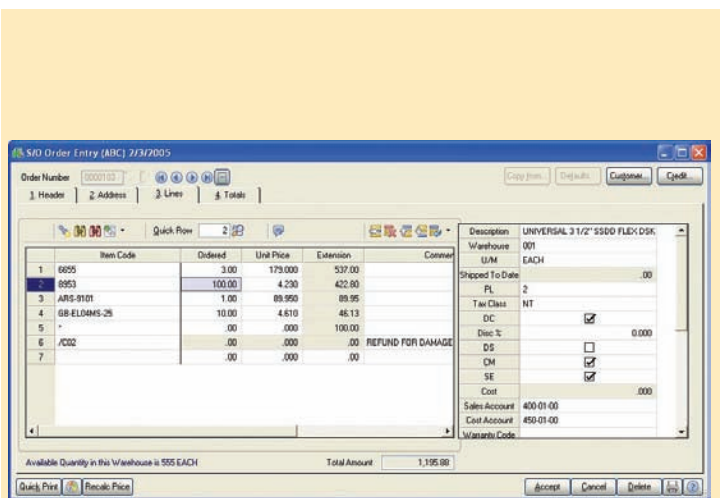 S/O Order Entry (ABC) 2/3/2005
Order Number 0000103 Copy from... Defaults... Customer... Credit...
1. Header 2. Address 3. Lines 4. Totals
Quick Row 2
Item Code Ordered Unit Price Extension Commer
1 6655 3.00 179.000 537.00
2 8953 100.00 4.230 422.80
3 ARS-9101 1.00 89.950 89.95
4 GB-EL04MS-25 10.00 4.610 46.13
5 * .00 .000 100.00
6 /C02 .00 .000 .00 REFUND FOR DAMAGE
7 .00 .000 .00
Description UNIVERSAL 3 1/2" SSDD FLEX DSK
Warehouse 001
U/M EACH
Shipped To Date .00
PL 2
Tax Class NT
DC
Disc % 0.000
DS
CM
SE
Cost .000
Sales Account 400-01-00
Cost Account 450-01-00
Warranty Code
Available Quantity in this Warehouse is 555 EACH Total Amount 1,195.88
Quick Print Recalc Price Accept Cancel Delete